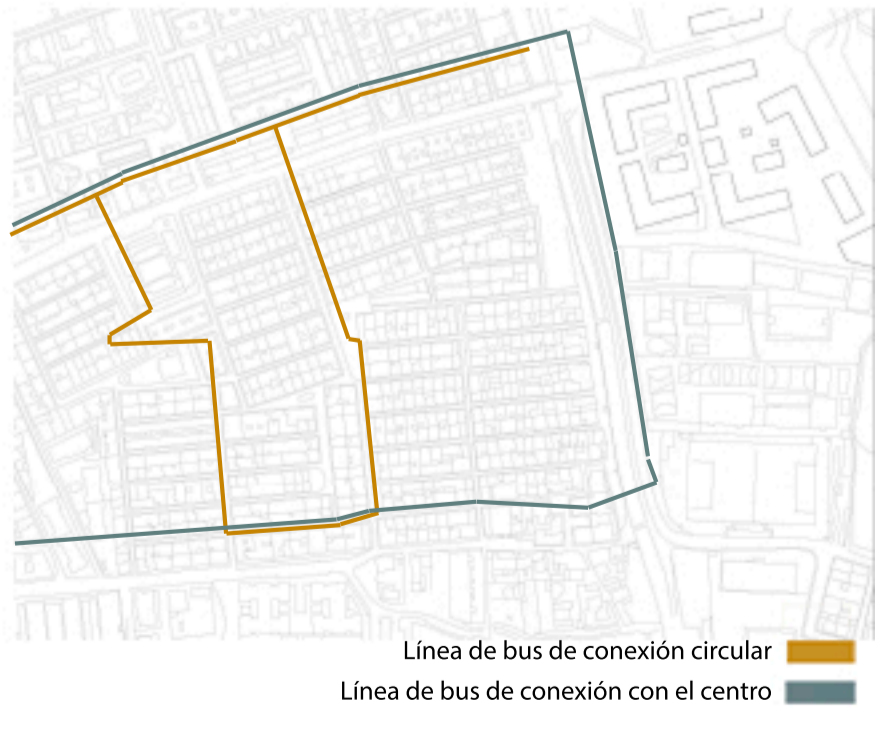 Línea de bus de conexión circular
Línea de bus de conexión con el centro